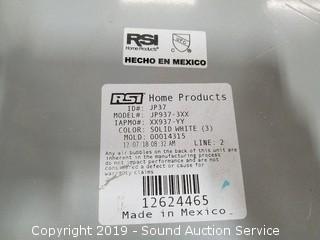 RSI
Home Products®
UPC
HECHO EN MEXICO
RSI Home Products
ID#: JP37
MODEL#: JP937-3XX
IAPMO#: XX937-YY
COLOR: SOLID WHITE (3)
MOLD: 00014315
12/07/18 08:32 AM LINE: 2
Any air bubbles on the back of this unit are
inherent in the manufacturing process
do not impact performance and are not
considered a defect or cause for
warranty claims
12624465
Made in Mexico
Copyright 2019 - SouthBay Auctions